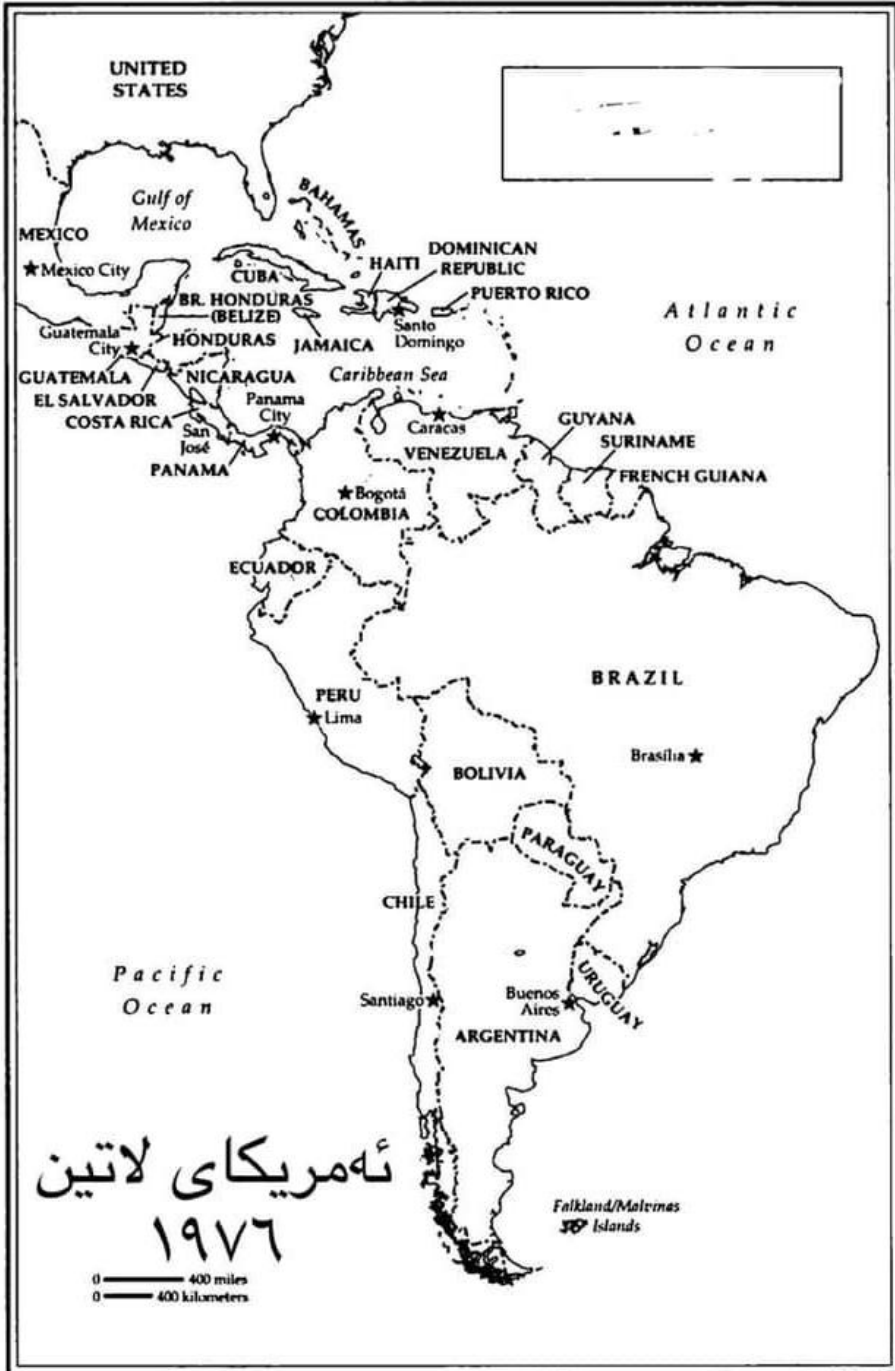 UNITED
STATES
Gulf of
Mexico
BAHAMAS
MEXICO
Mexico City
CUBA
HAITI
DOMINICAN
REPUBLIC
BR. HONDURAS
(BELIZE)
PUERTO RICO
Atlantic
Ocean
Guatemala
City
HONDURAS
JAMAICA
Santo
Domingo
GUATEMALA
NICARAGUA
Caribbean Sea
EL SALVADOR
COSTA RICA
Panama
City
San
José
PANAMA
Caracas
VENEZUELA
GUYANA
SURINAME
FRENCH GUIANA
Bogotá
COLOMBIA
ECUADOR
BRAZIL
PERU
Lima
Brasília
BOLIVIA
PARAGUAY
CHILE
Pacific
Ocean
Santiago
Buenos
Aires
URUGUAY
ARGENTINA
ئەمریکای لاتین
١٩٧٦
Falkland/Malvinas
Islands
0 400 miles
0 400 kilometers